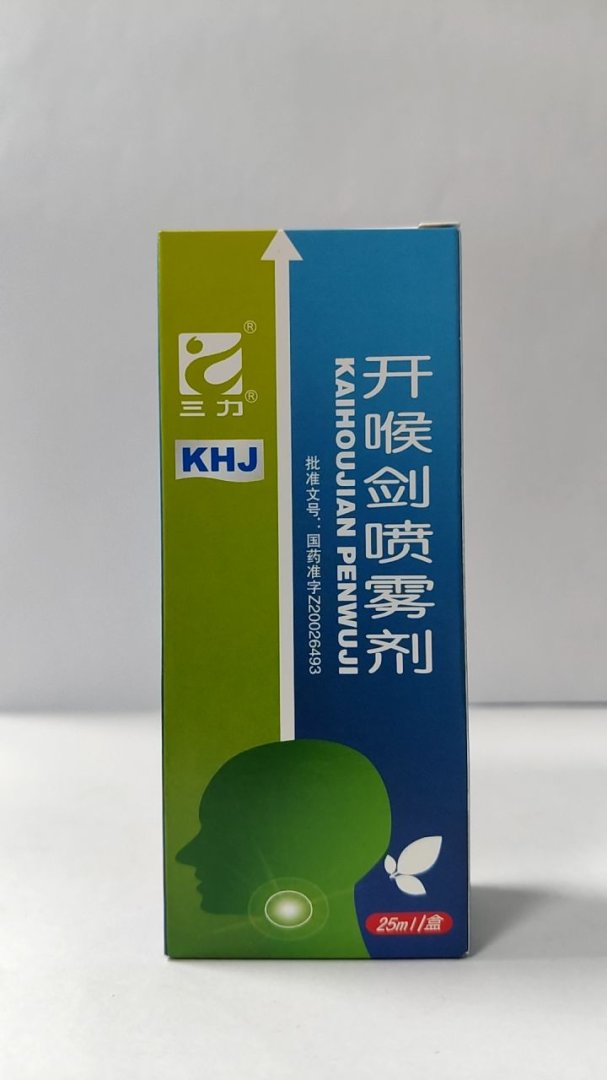 ®
三力®
KHJ
开喉剑喷雾剂
KAIHOUJIAN PENWUJI
批准文号：国药准字Z20026493
25ml/盒